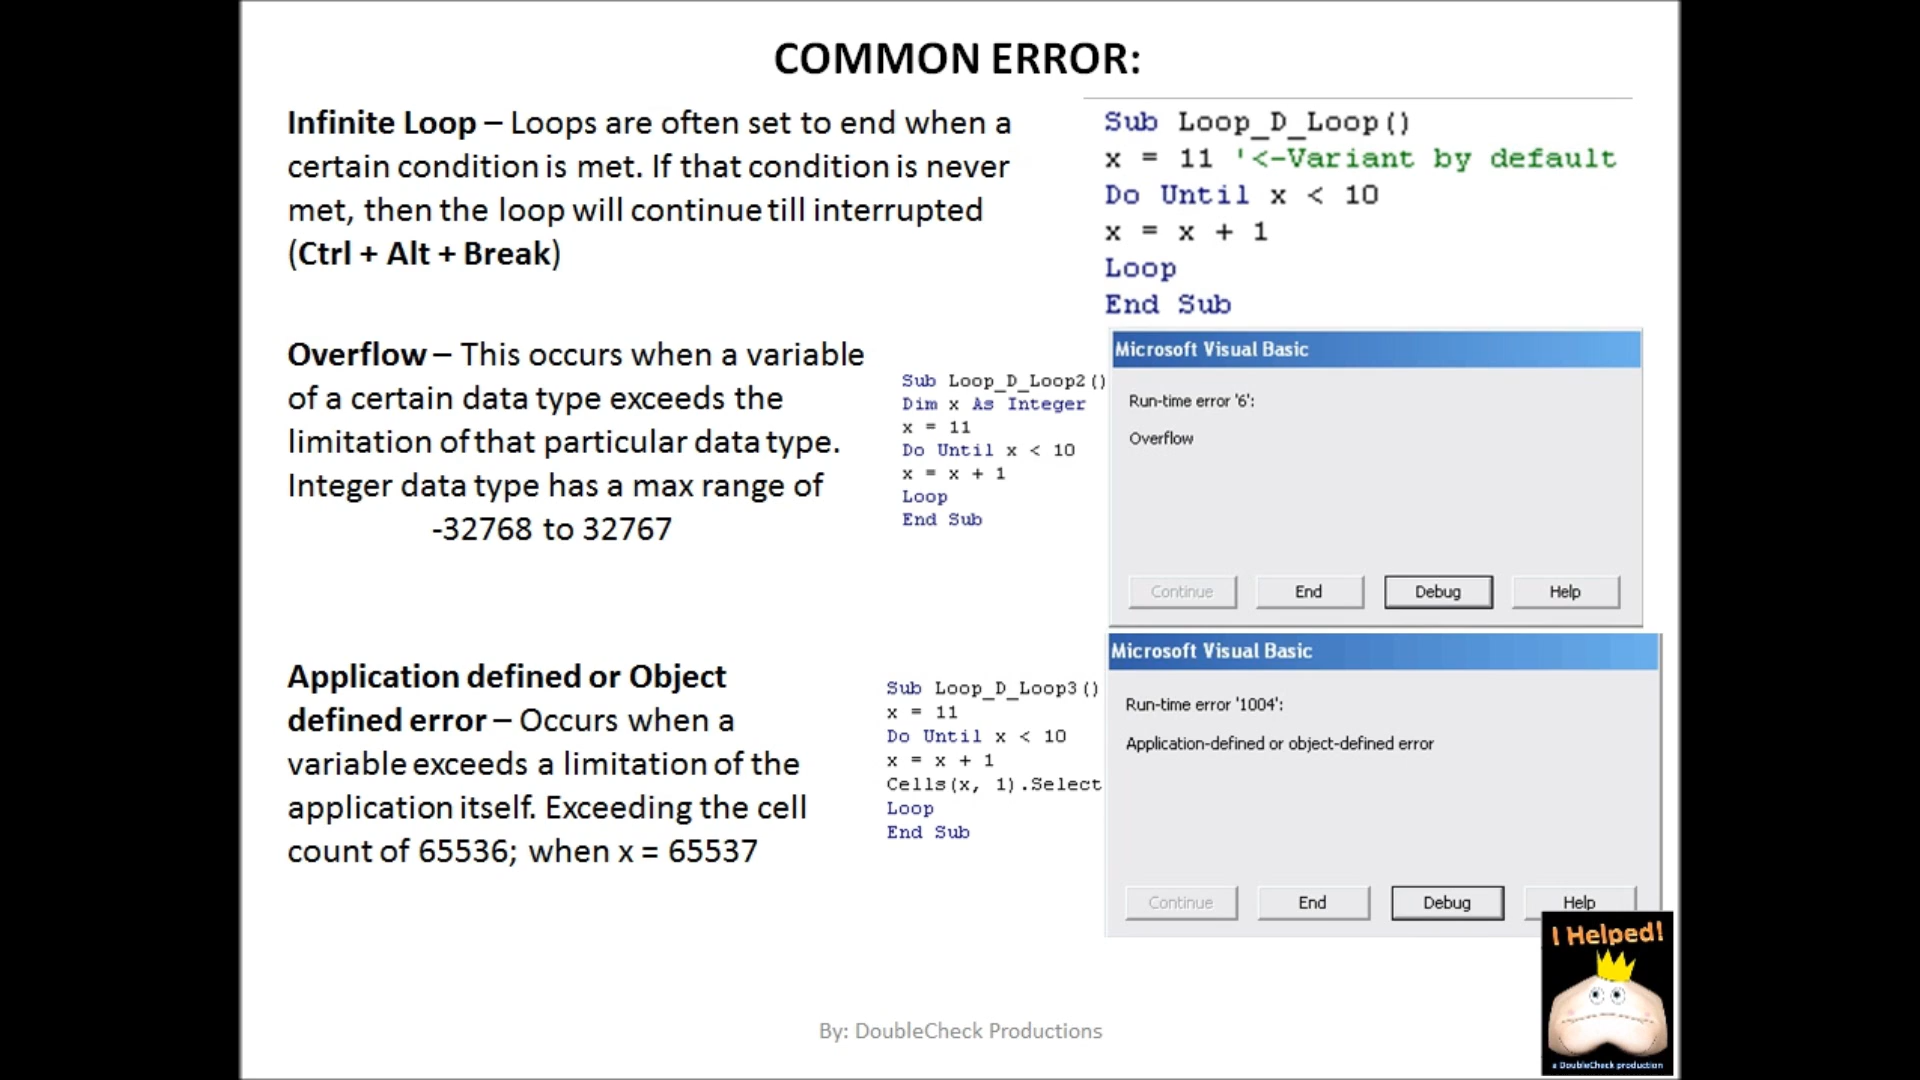 COMMON ERROR:
Infinite Loop – Loops are often set to end when a
certain condition is met. If that condition is never
met, then the loop will continue till interrupted
(Ctrl + Alt + Break)
Sub Loop_D_Loop()
x = 11 '<-Variant by default
Do Until x < 10
x = x + 1
Loop
End Sub
Overflow – This occurs when a variable
of a certain data type exceeds the
limitation of that particular data type.
Integer data type has a max range of
-32768 to 32767
Sub Loop_D_Loop2()
Dim x As Integer
x = 11
Do Until x < 10
x = x + 1
Loop
End Sub
Microsoft Visual Basic
Run-time error '6':
Overflow
Continue End Debug Help
Application defined or Object
defined error – Occurs when a
variable exceeds a limitation of the
application itself. Exceeding the cell
count of 65536; when x = 65537
Sub Loop_D_Loop3()
x = 11
Do Until x < 10
x = x + 1
Cells(x, 1).Select
Loop
End Sub
Microsoft Visual Basic
Run-time error '1004':
Application-defined or object-defined error
Continue End Debug Help
I Helped!
a DoubleCheck production
By: DoubleCheck Productions